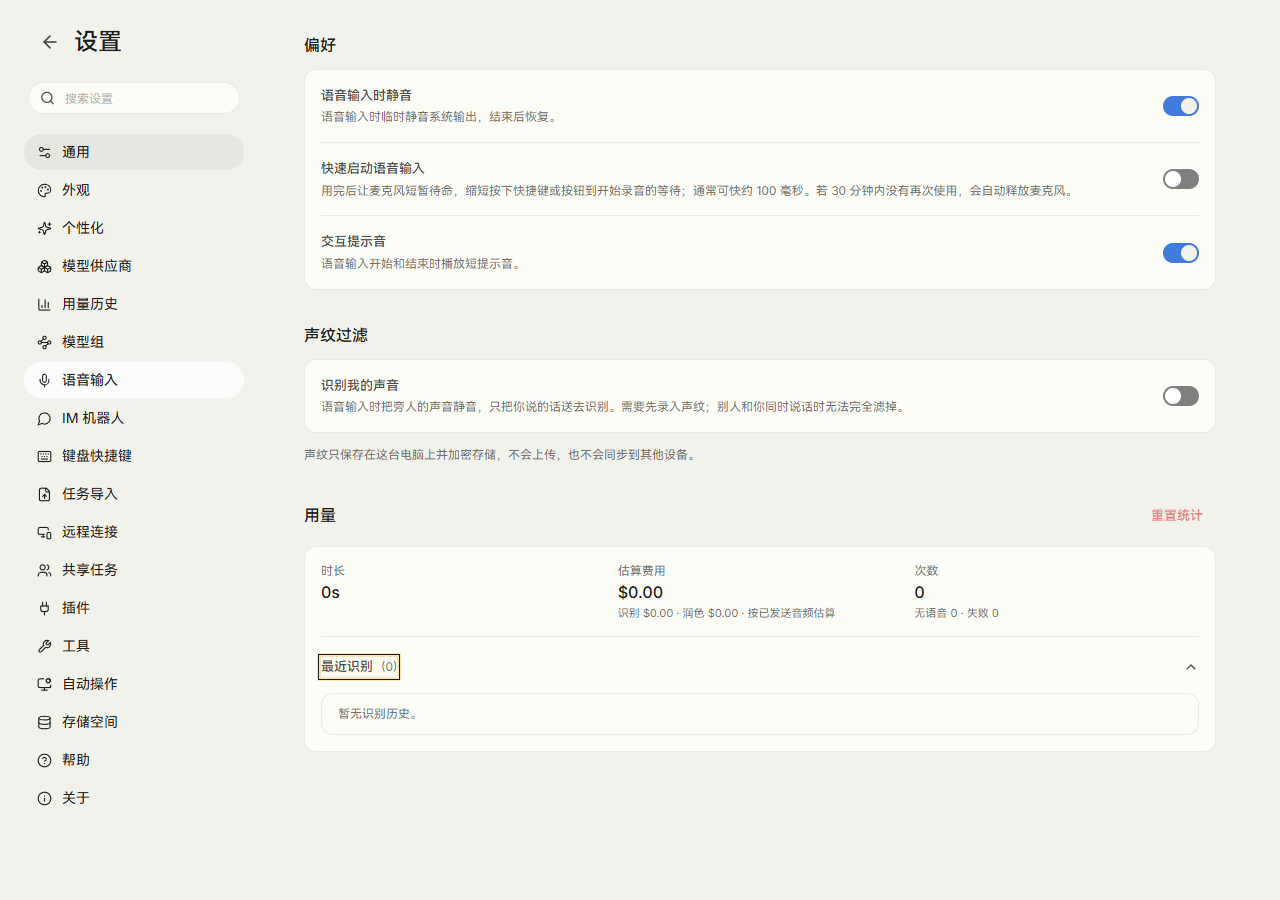 设置
搜索设置
通用
外观
个性化
模型供应商
用量历史
模型组
语音输入
IM 机器人
键盘快捷键
任务导入
远程连接
共享任务
插件
工具
自动操作
存储空间
帮助
关于
偏好
语音输入时静音
语音输入时临时静音系统输出，结束后恢复。
快速启动语音输入
用完后让麦克风短暂待命，缩短按下快捷键或按钮到开始录音的等待；通常可快约 100 毫秒。若 30 分钟内没有再次使用，会自动释放麦克风。
交互提示音
语音输入开始和结束时播放短提示音。
声纹过滤
识别我的声音
语音输入时把旁人的声音静音，只把你说的话送去识别。需要先录入声纹；别人和你同时说话时无法完全滤掉。
声纹只保存在这台电脑上并加密存储，不会上传，也不会同步到其他设备。
用量
重置统计
时长
0s
估算费用
$0.00
识别 $0.00 · 润色 $0.00 · 按已发送音频估算
次数
0
无语音 0 · 失败 0
最近识别 (0)
暂无识别历史。